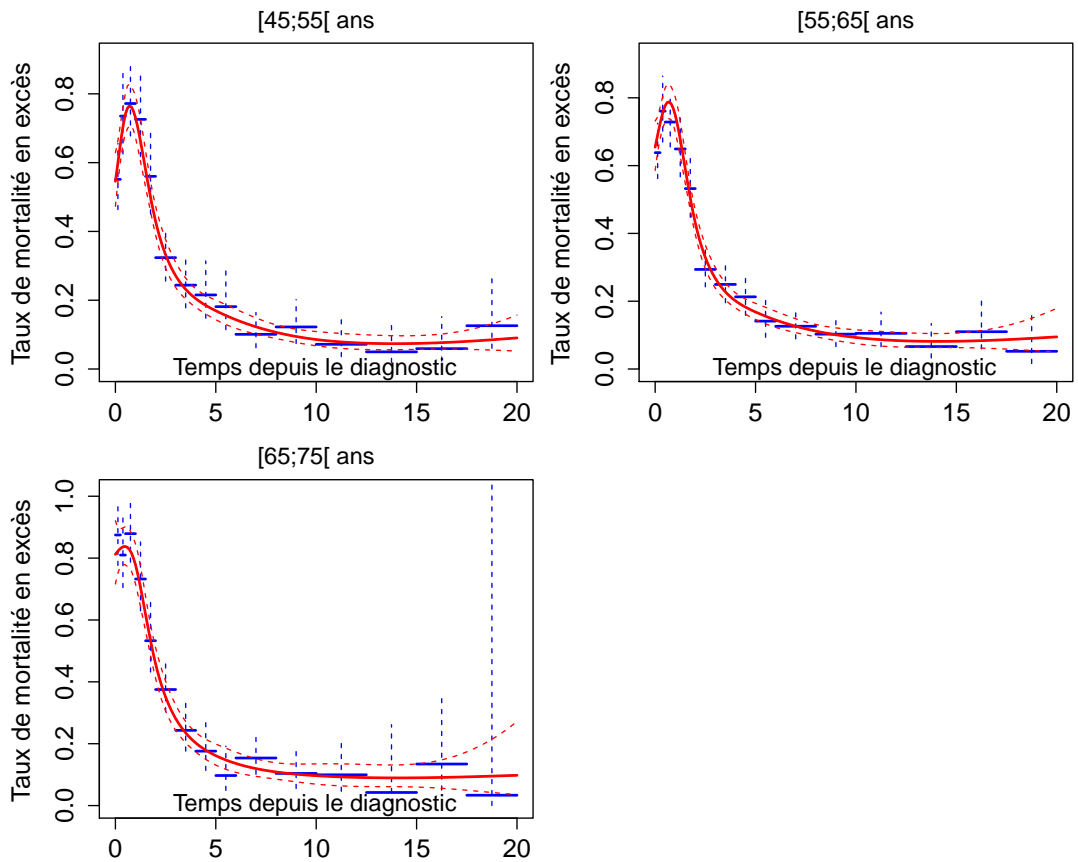 [45;55[ ans
Taux de mortalité en excès
0.8
0.6
0.4
0.2
0.0
Temps depuis le diagnostic
0 5 10 15 20
[55;65[ ans
Taux de mortalité en excès
0.8
0.6
0.4
0.2
0.0
Temps depuis le diagnostic
0 5 10 15 20
[65;75[ ans
Taux de mortalité en excès
1.0
0.8
0.6
0.4
0.2
0.0
Temps depuis le diagnostic
0 5 10 15 20